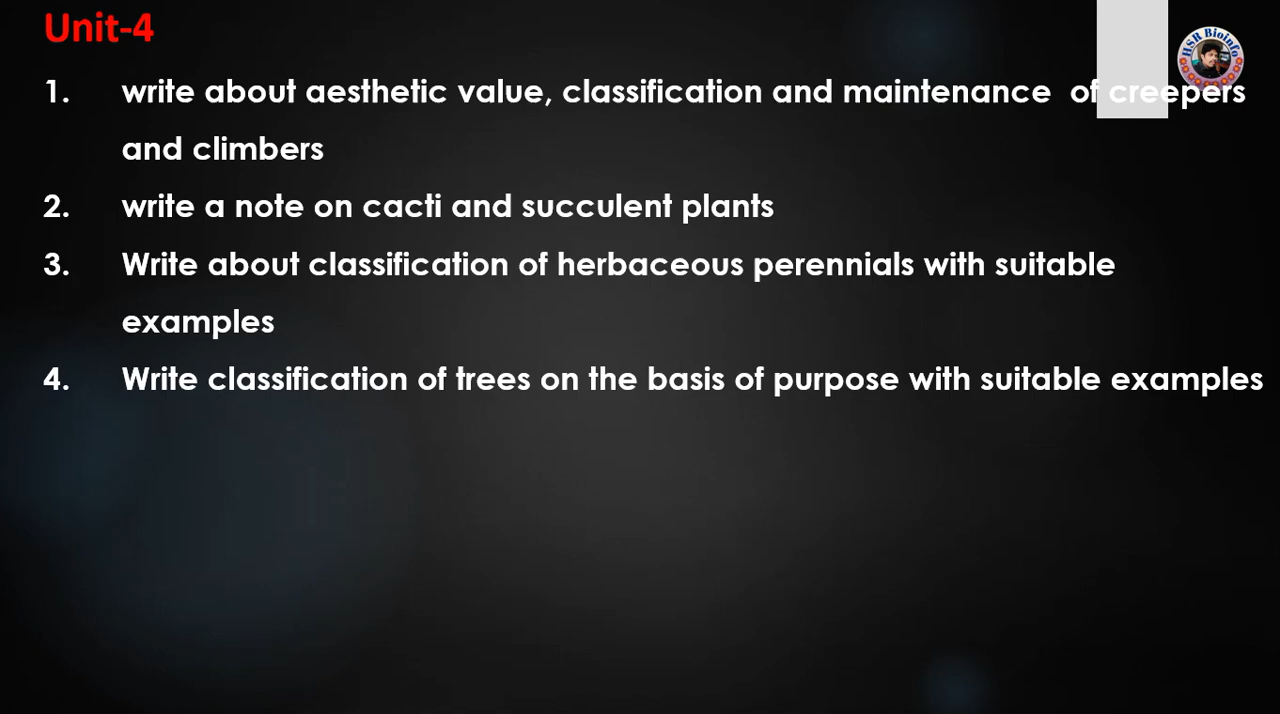 Unit-4
HSR Bioinfo
1. write about aesthetic value, classification and maintenance of creepers
and climbers
2. write a note on cacti and succulent plants
3. Write about classification of herbaceous perennials with suitable
examples
4. Write classification of trees on the basis of purpose with suitable examples